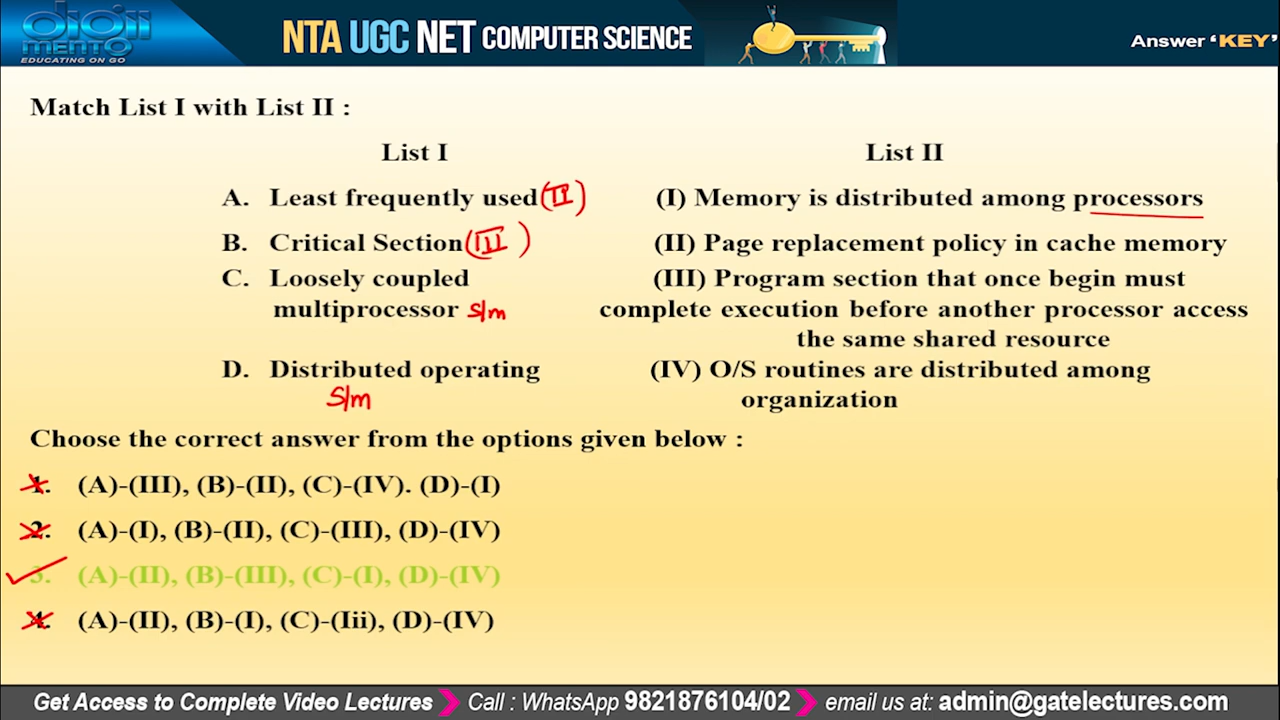 didii
MENTO
EDUCATING ON GO
NTA UGC NET COMPUTER SCIENCE
Answer ‘KEY’
Match List I with List II :
List I List II
A. Least frequently used (II) (I) Memory is distributed among processors
B. Critical Section (III) (II) Page replacement policy in cache memory
C. Loosely coupled (III) Program section that once begin must
multiprocessor S/m complete execution before another processor access
the same shared resource
D. Distributed operating (IV) O/S routines are distributed among
S/m organization
Choose the correct answer from the options given below :
1. (A)-(III), (B)-(II), (C)-(IV). (D)-(I)
2. (A)-(I), (B)-(II), (C)-(III), (D)-(IV)
3. (A)-(II), (B)-(III), (C)-(I), (D)-(IV)
4. (A)-(II), (B)-(I), (C)-(Iii), (D)-(IV)
Get Access to Complete Video Lectures Call : WhatsApp 9821876104/02 email us at: admin@gatelectures.com